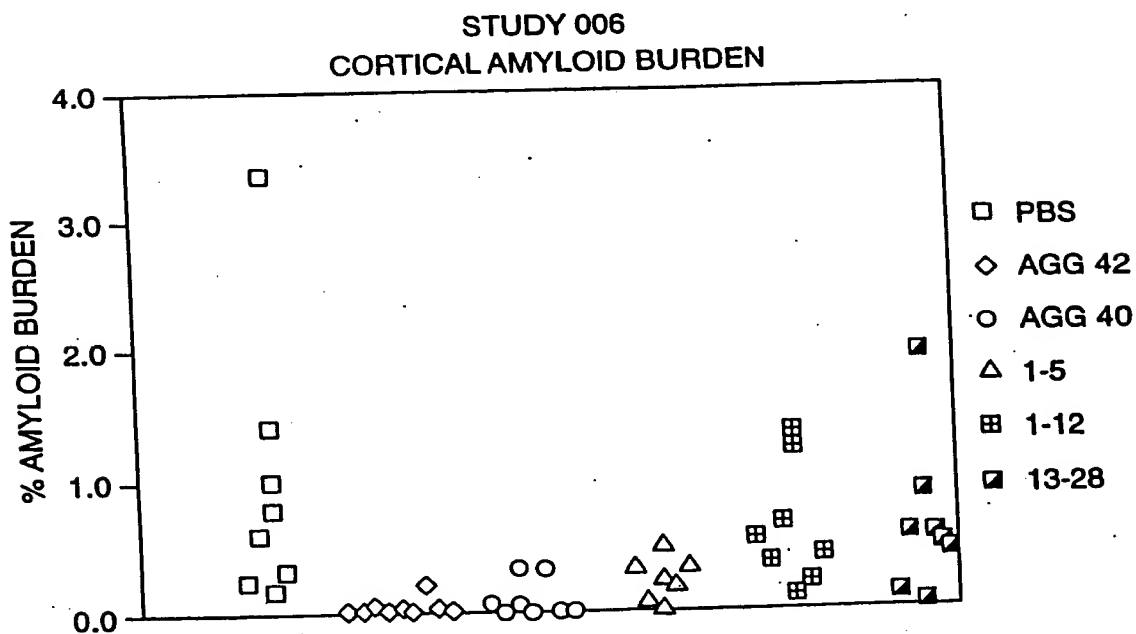 STUDY 006
CORTICAL AMYLOID BURDEN
4.0
3.0
2.0
1.0
0.0
% AMYLOID BURDEN
PBS
AGG 42
AGG 40
1-5
1-12
13-28